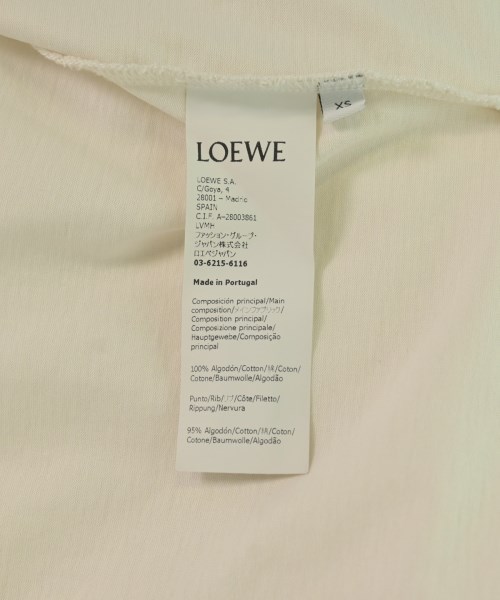 XS
LOEWE
LOEWE S.A.
C/Goya, 4
28001 - Madrid
SPAIN
C.I.F. A-28003861
LVMH
ファッション・グループ・
ジャパン株式会社
ロエベジャパン
03-6215-6116
Made in Portugal
Composición principal/Main
composition/メインファブリック/
Composition principal/
Composizione principale/
Hauptgewebe/Composição
principal
100% Algodón/Cotton/綿/Coton/
Cotone/Baumwolle/Algodão
Punto/Rib/リブ/Côte/Filetto/
Rippung/Nervura
95% Algodón/Cotton/綿/Coton/
Cotone/Baumwolle/Algodão